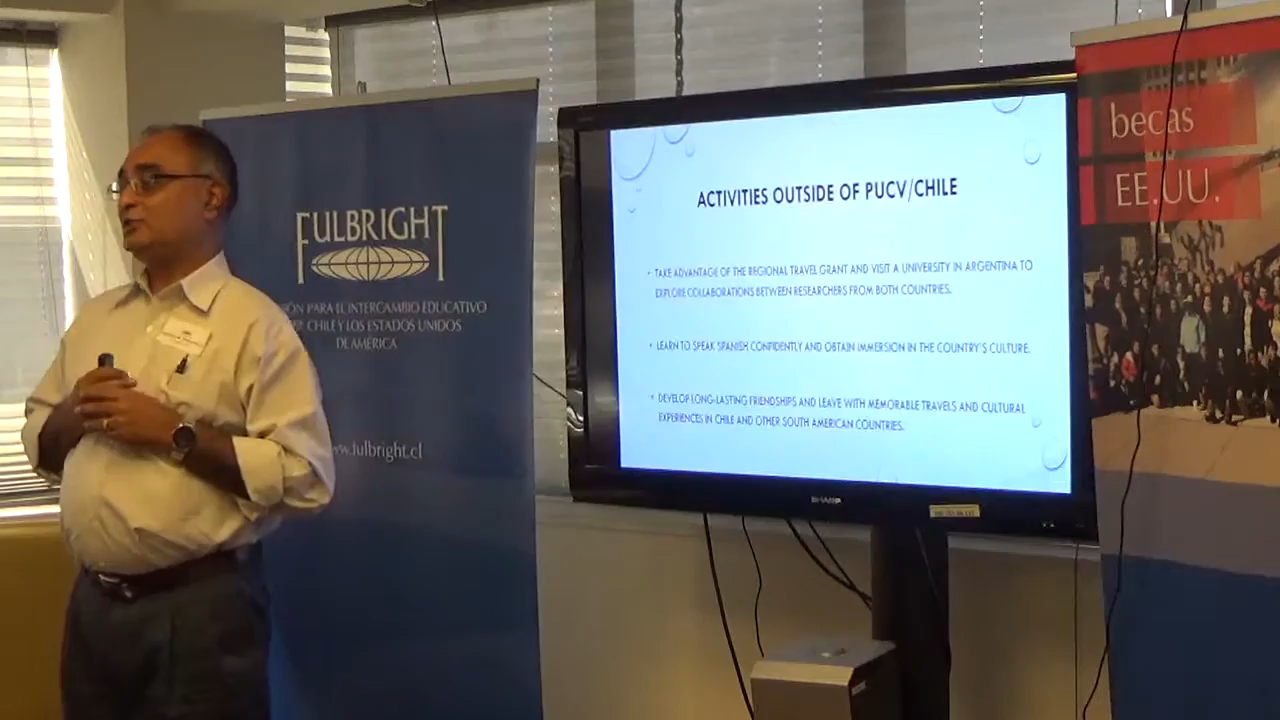 FULBRIGHT
PARA EL INTERCAMBIO EDUCATIVO
CHILE Y LOS ESTADOS UNIDOS
DE AMÉRICA
www.fulbright.cl
ACTIVITIES OUTSIDE OF PUCV/CHILE
• TAKE ADVANTAGE OF THE REGIONAL TRAVEL GRANT AND VISIT A UNIVERSITY IN ARGENTINA TO
EXPLORE COLLABORATIONS BETWEEN RESEARCHERS FROM BOTH COUNTRIES.
• LEARN TO SPEAK SPANISH CONFIDENTLY AND OBTAIN IMMERSION IN THE COUNTRY'S CULTURE.
• DEVELOP LONG-LASTING FRIENDSHIPS AND LEAVE WITH MEMORABLE TRAVELS AND CULTURAL
EXPERIENCES IN CHILE AND OTHER SOUTH AMERICAN COUNTRIES.
SHARP
becas
EE.UU.